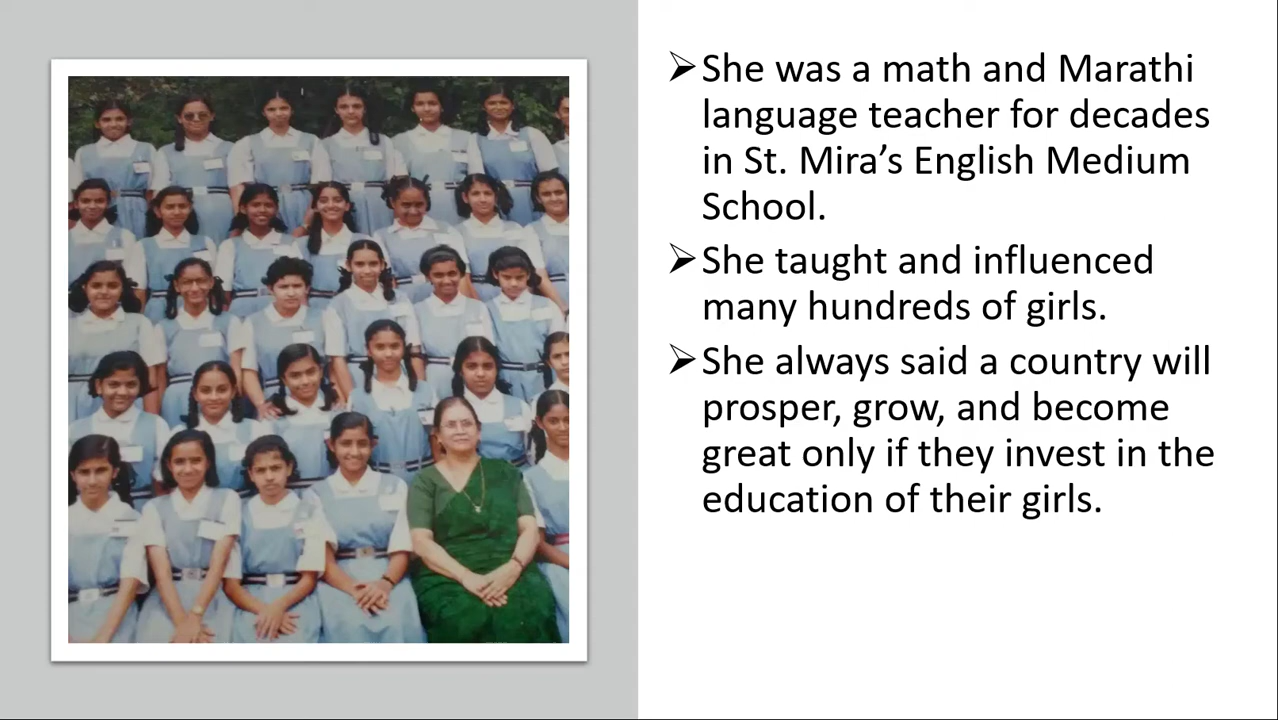 She was a math and Marathi
language teacher for decades
in St. Mira’s English Medium
School.
She taught and influenced
many hundreds of girls.
She always said a country will
prosper, grow, and become
great only if they invest in the
education of their girls.